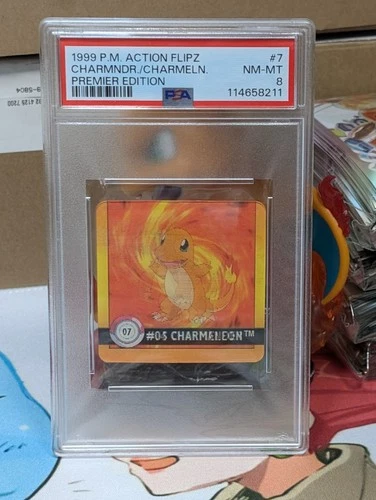 1999 P.M. ACTION FLIPZ #7
CHARMNDR./CHARMELN. NM-MT
PREMIER EDITION 8
PSA 114658211
07 #05 CHARMELEON™